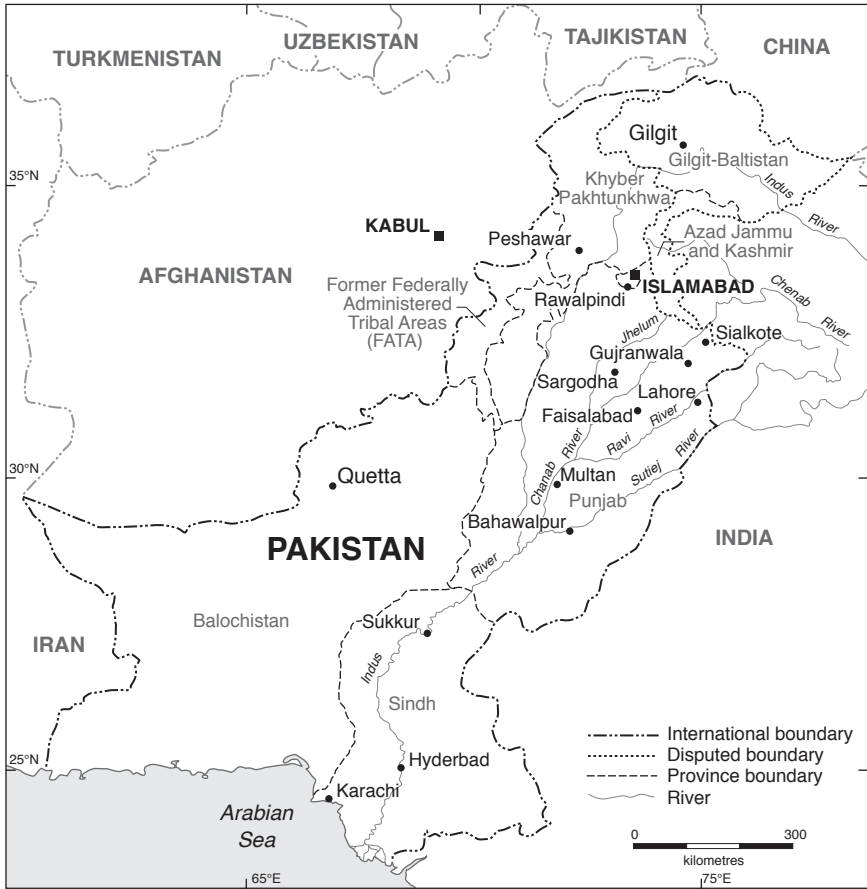 TURKMENISTAN
UZBEKISTAN
TAJIKISTAN
CHINA
Gilgit
Gilgit-Baltistan
Indus
River
35°N
Khyber
Pakhtunkhwa
KABUL
Peshawar
Azad Jammu
and Kashmir
AFGHANISTAN
Former Federally
Administered
Tribal Areas
(FATA)
Rawalpindi
ISLAMABAD
Chenab
River
Jhelum
Sialkote
Gujranwala
Sargodha
Lahore
Faisalabad
River
Ravi
River
Chanab
River
Sutiej
30°N
Quetta
Multan
Punjab
Bahawalpur
PAKISTAN
INDIA
River
Balochistan
Sukkur
IRAN
Indus
Sindh
25°N
Hyderbad
Karachi
Arabian
Sea
International boundary
Disputed boundary
Province boundary
River
0 300
kilometres
65°E
75°E